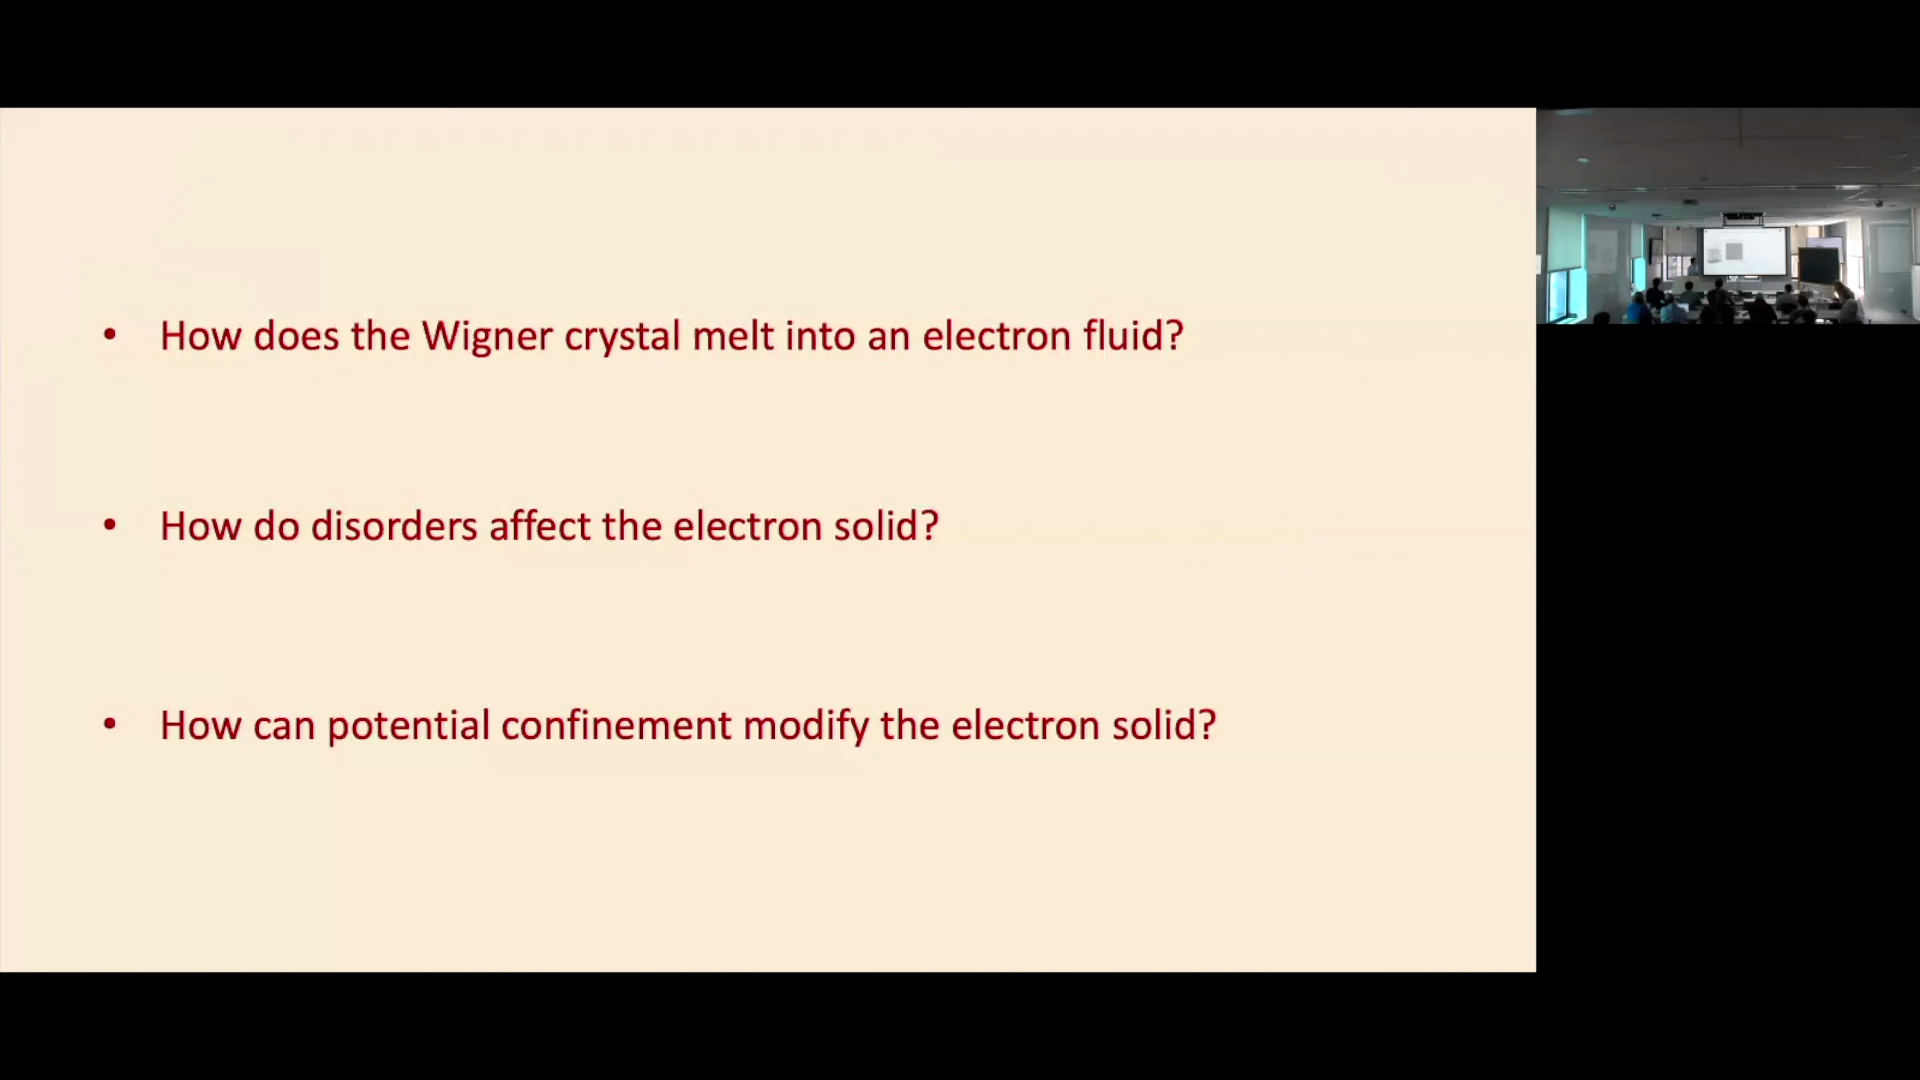 • How does the Wigner crystal melt into an electron fluid?
• How do disorders affect the electron solid?
• How can potential confinement modify the electron solid?